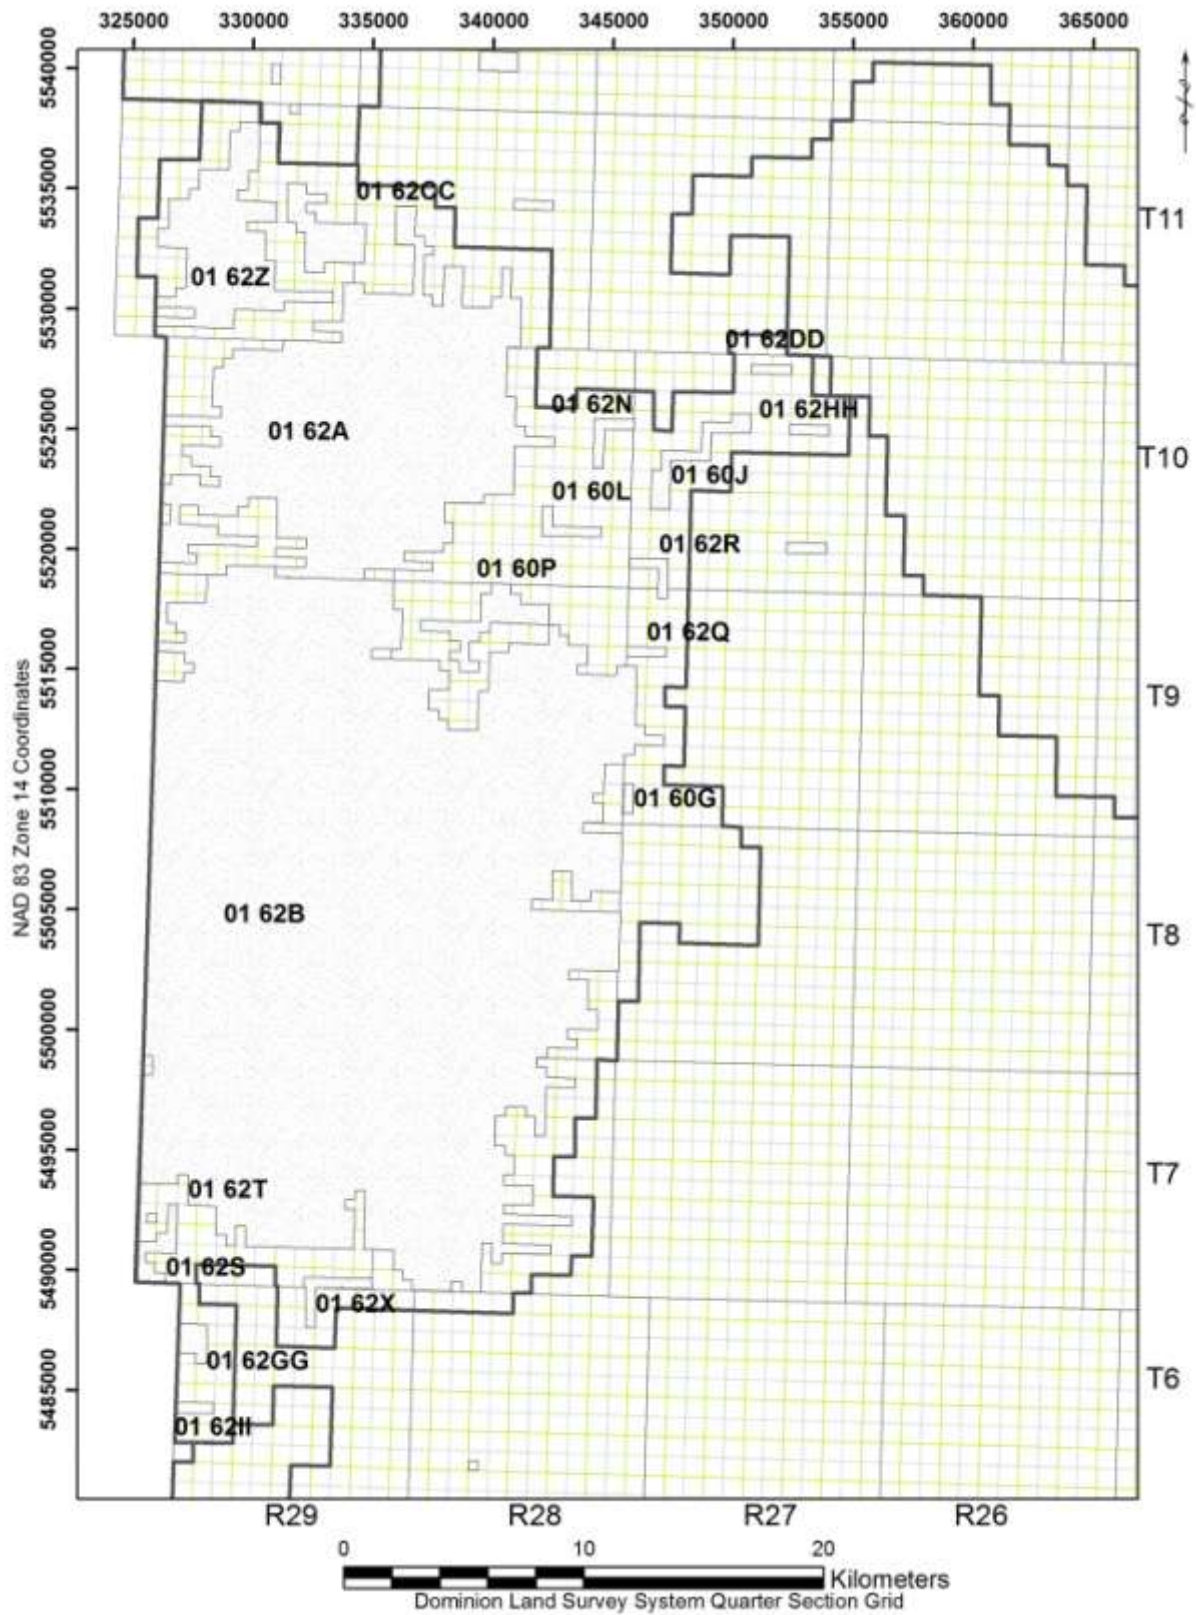 325000 330000 335000 340000 345000 350000 355000 360000 365000
5540000
5535000
5530000
5525000
5520000
5515000
5510000
5505000
5500000
5495000
5490000
5485000
NAD 83 Zone 14 Coordinates
01 62CC
T11
01 62Z
01 62DD
01 62N
01 62HH
01 62A
T10
01 60J
01 60L
01 62R
01 60P
01 62Q
T9
01 60G
01 62B
T8
01 62T
T7
01 62S
01 62X
01 62GG
T6
01 62II
R29 R28 R27 R26
0 10 20
Kilometers
Dominion Land Survey System Quarter Section Grid